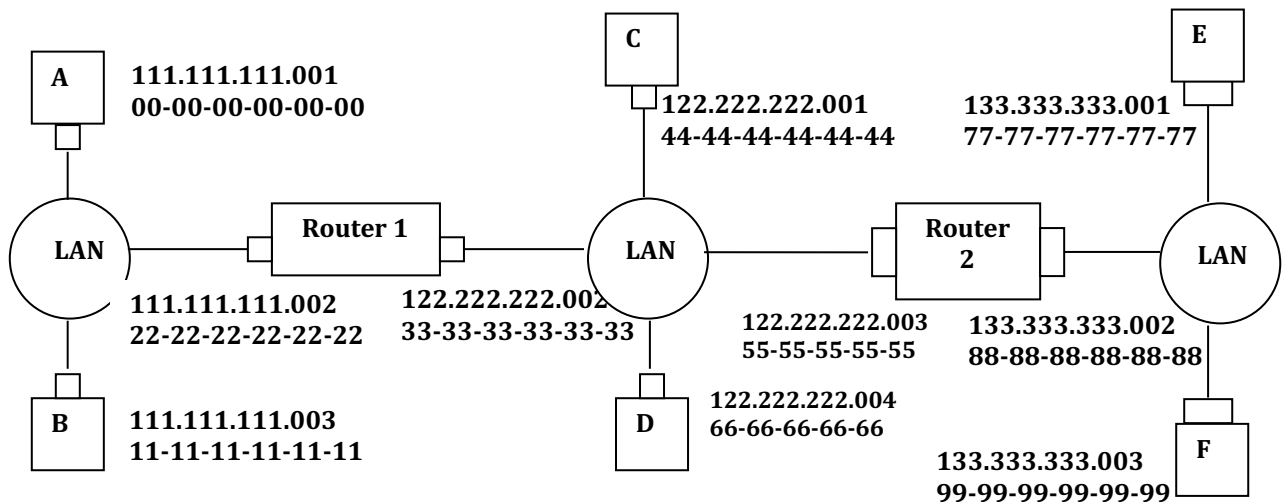 A
111.111.111.001
00-00-00-00-00-00
C
122.222.222.001
44-44-44-44-44-44
E
133.333.333.001
77-77-77-77-77-77
LAN
Router 1
LAN
Router
2
LAN
111.111.111.002
22-22-22-22-22-22
122.222.222.002
33-33-33-33-33-33
122.222.222.003
55-55-55-55-55
133.333.333.002
88-88-88-88-88-88
B
111.111.111.003
11-11-11-11-11-11
D
122.222.222.004
66-66-66-66-66
F
133.333.333.003
99-99-99-99-99-99